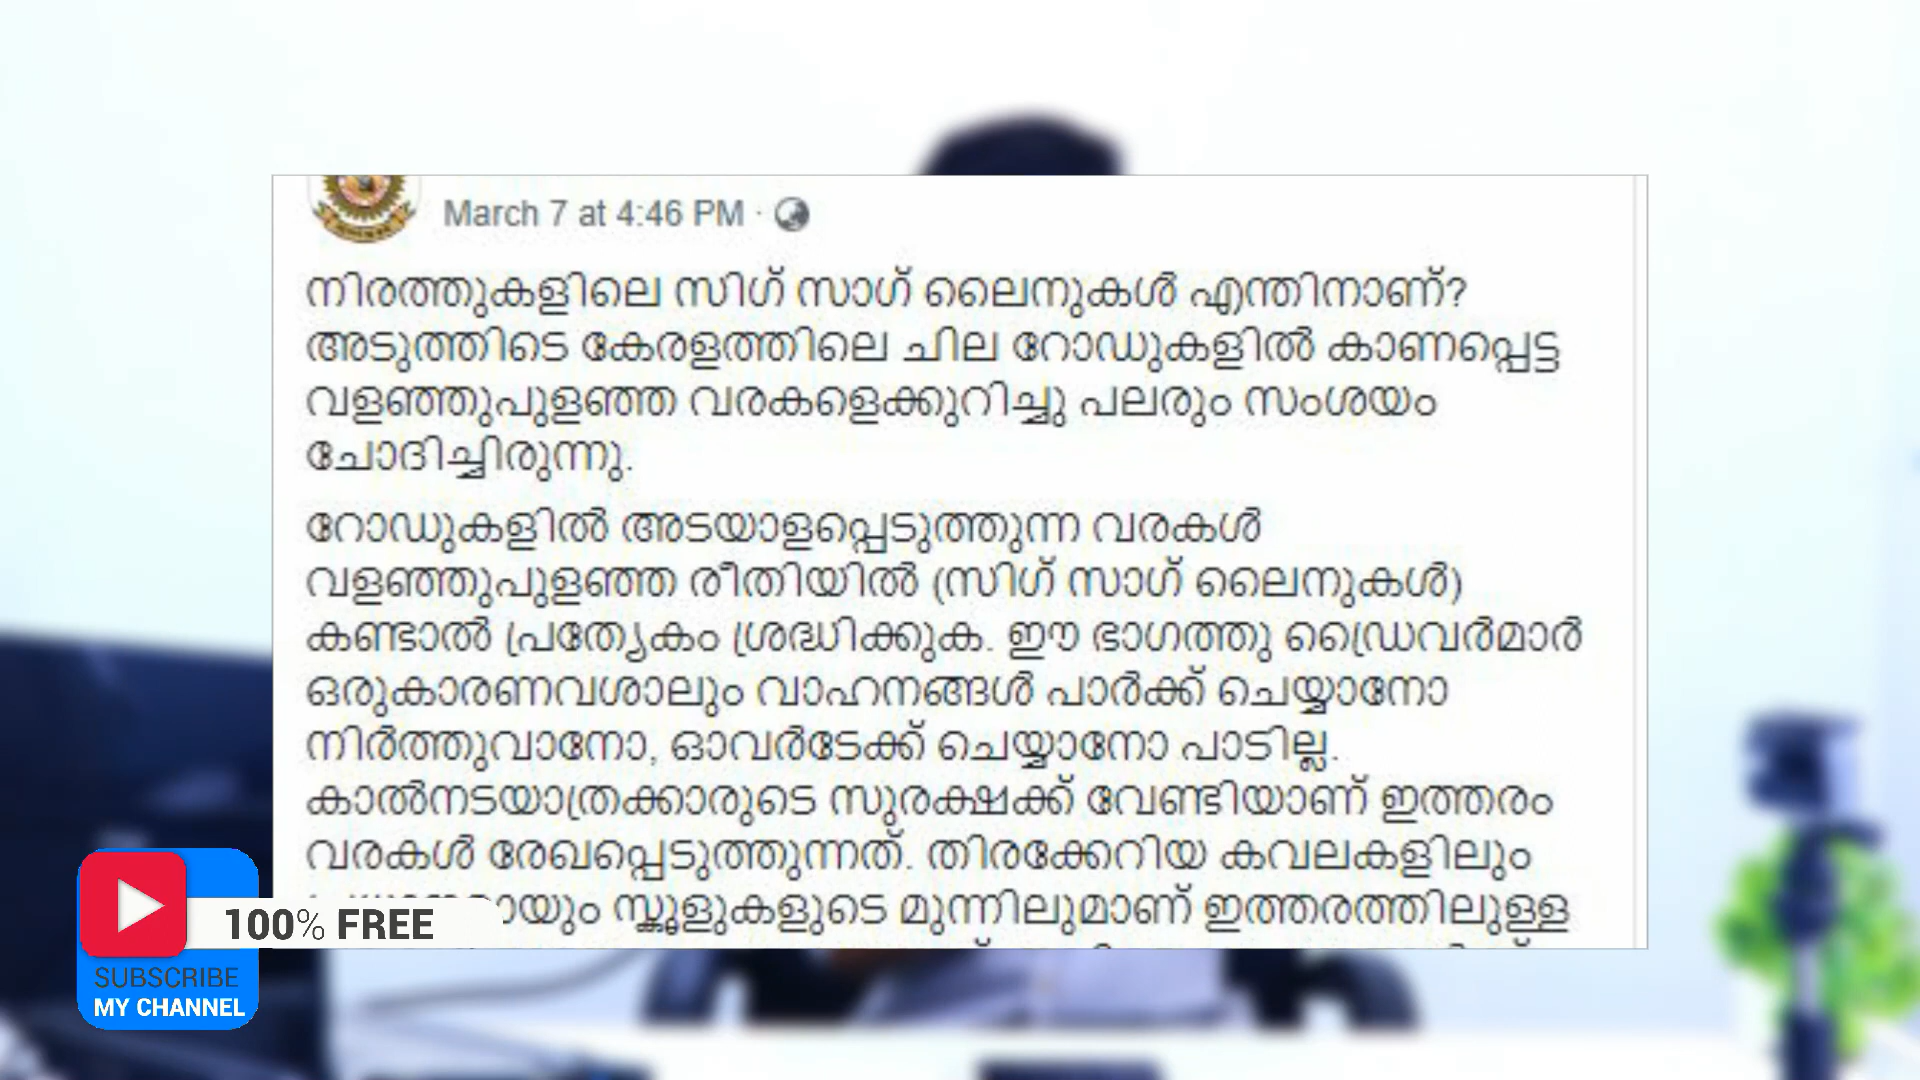 March 7 at 4:46 PM ·
നിരത്തുകളിലെ സിഗ് സാഗ് ലൈനുകൾ എന്തിനാണ്?
അടുത്തിടെ കേരളത്തിലെ ചില റോഡുകളിൽ കാണപ്പെട്ട
വളഞ്ഞുപുളഞ്ഞ വരകളെക്കുറിച്ചു പലരും സംശയം
ചോദിച്ചിരുന്നു.
റോഡുകളിൽ അടയാളപ്പെടുത്തുന്ന വരകൾ
വളഞ്ഞുപുളഞ്ഞ രീതിയിൽ (സിഗ് സാഗ് ലൈനുകൾ)
കണ്ടാൽ പ്രത്യേകം ശ്രദ്ധിക്കുക. ഈ ഭാഗത്തു ഡ്രൈവർമാർ
ഒരുകാരണവശാലും വാഹനങ്ങൾ പാർക്ക് ചെയ്യാനോ
നിർത്തുവാനോ, ഓവർടേക്ക് ചെയ്യാനോ പാടില്ല.
കാൽനടയാത്രക്കാരുടെ സുരക്ഷക്ക് വേണ്ടിയാണ് ഇത്തരം
വരകൾ രേഖപ്പെടുത്തുന്നത്. തിരക്കേറിയ കവലകളിലും
സ്കൂളുകളുടെ മുന്നിലുമാണ് ഇത്തരത്തിലുള്ള
100% FREE
SUBSCRIBE
MY CHANNEL